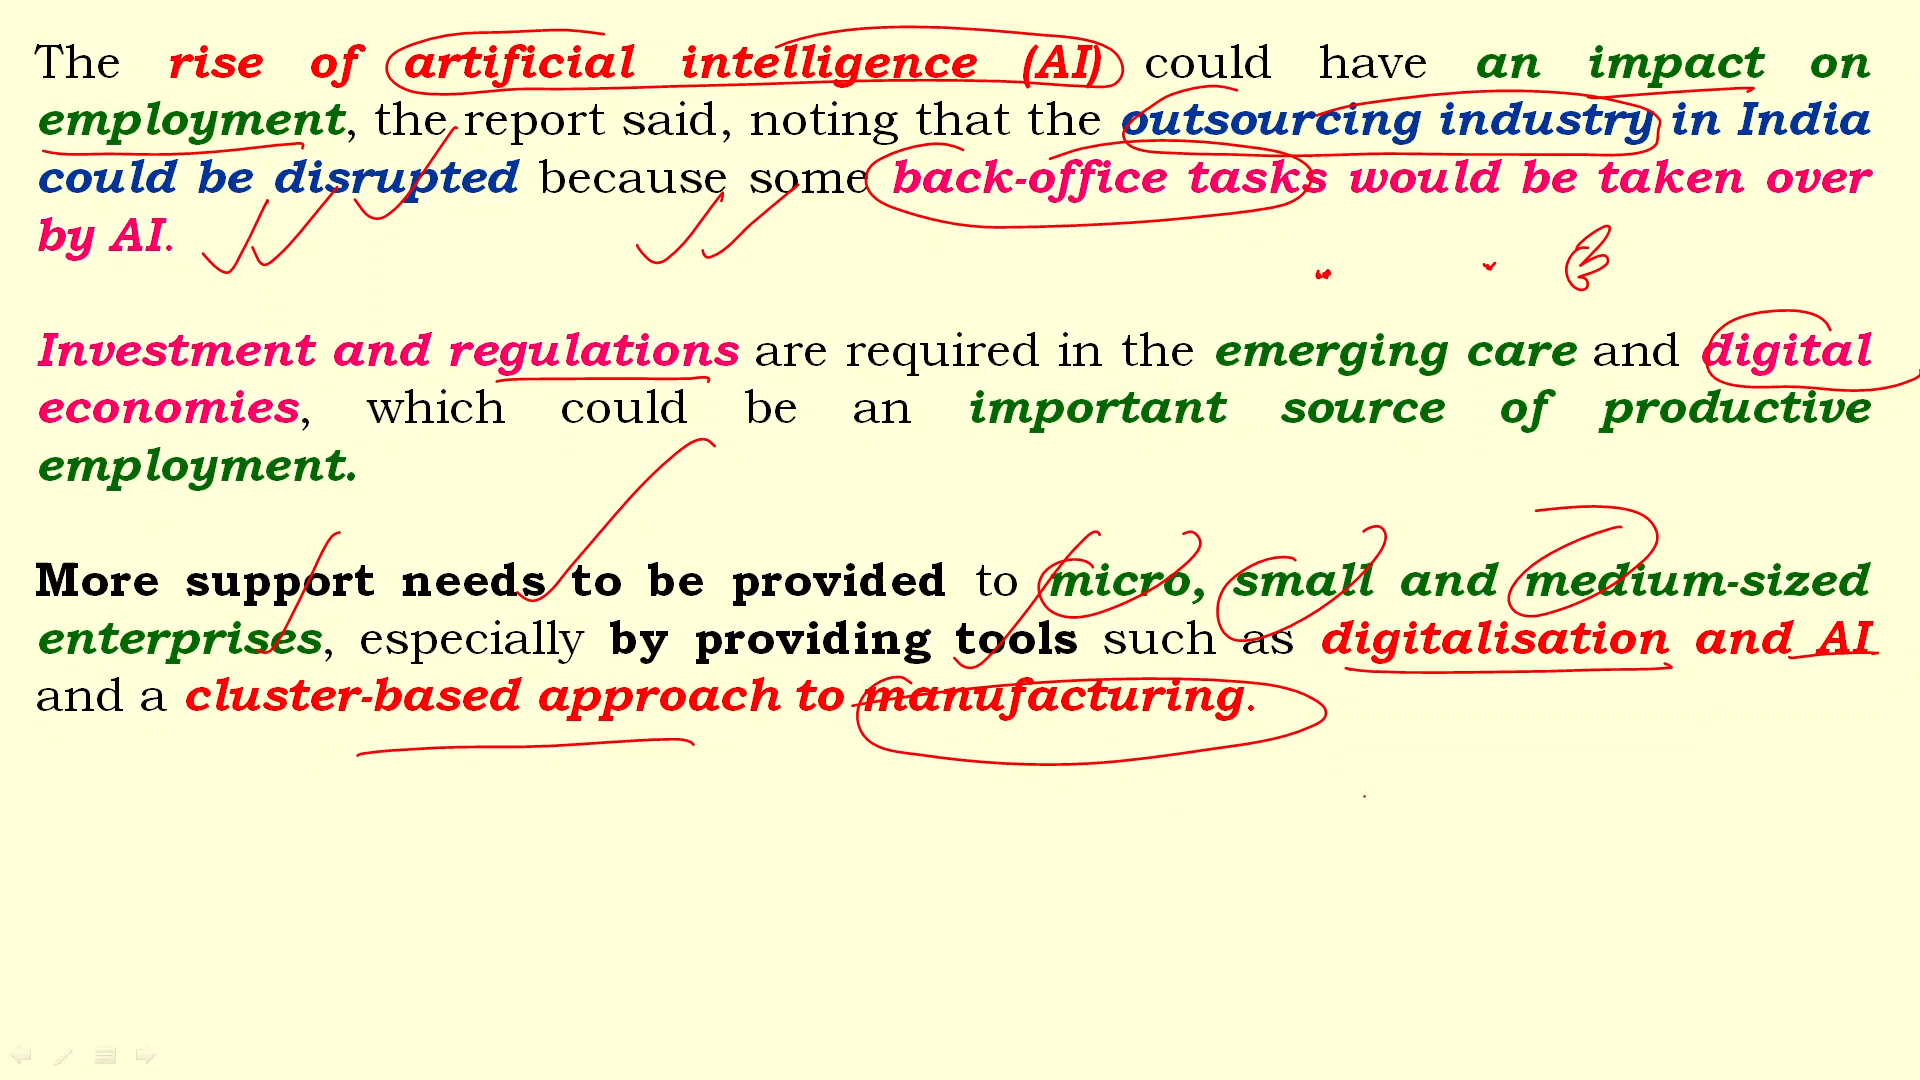 The rise of artificial intelligence (AI) could have an impact on
employment, the report said, noting that the outsourcing industry in India
could be disrupted because some back-office tasks would be taken over
by AI.
Investment and regulations are required in the emerging care and digital
economies, which could be an important source of productive
employment.
More support needs to be provided to micro, small and medium-sized
enterprises, especially by providing tools such as digitalisation and AI
and a cluster-based approach to manufacturing.